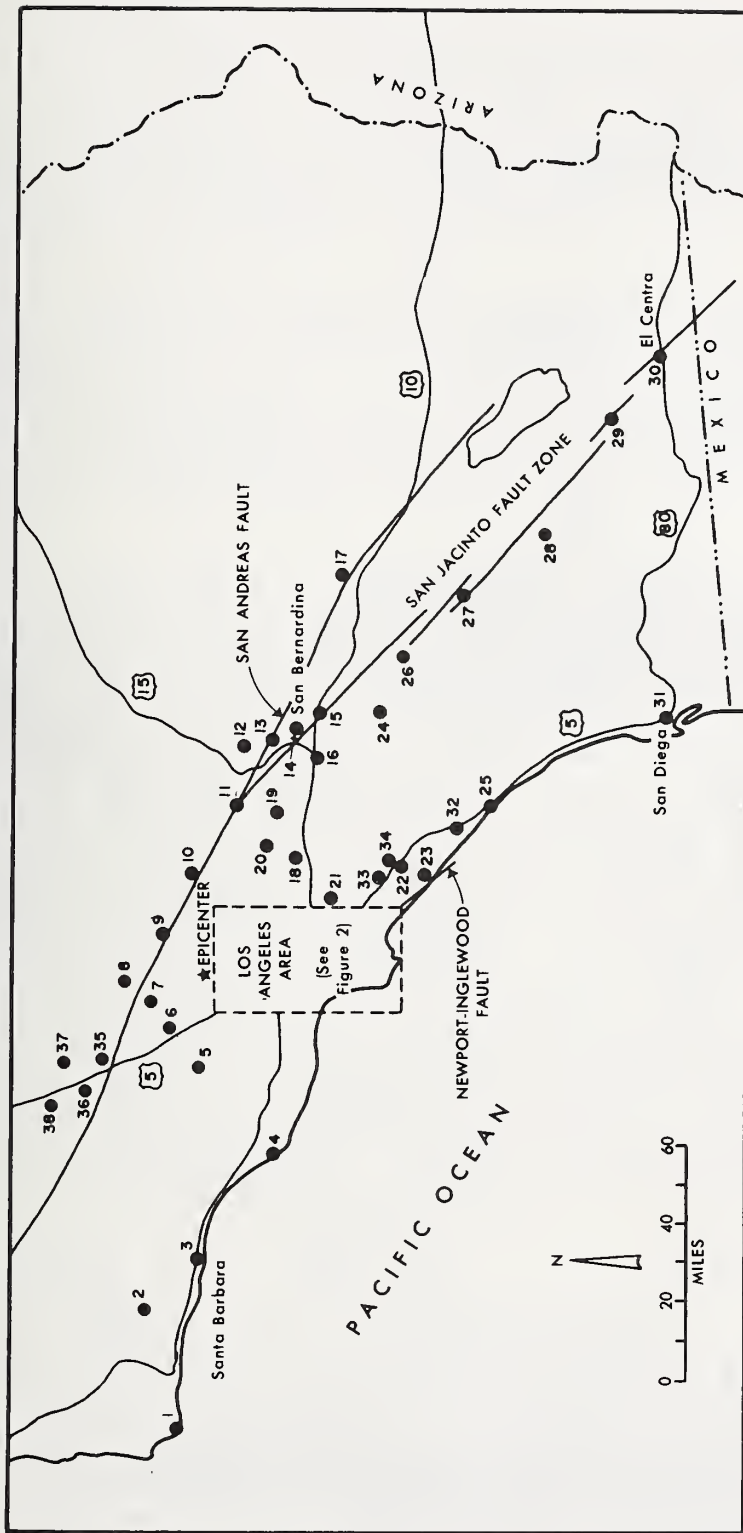 ARIZONA
MEXICO
PACIFIC OCEAN
SAN ANDREAS FAULT
SAN JACINTO FAULT ZONE
NEWPORT-INGLEWOOD
FAULT
EPICENTER
LOS
ANGELES
AREA
(See
Figure 2)
Santa Barbara
San Bernardina
San Diega
El Centra
15
10
5
5
80
1
2
3
4
5
6
7
8
9
10
11
12
13
14
15
16
17
18
19
20
21
22
23
24
25
26
27
28
29
30
31
32
33
34
35
36
37
38
N
0 20 40 60
MILES